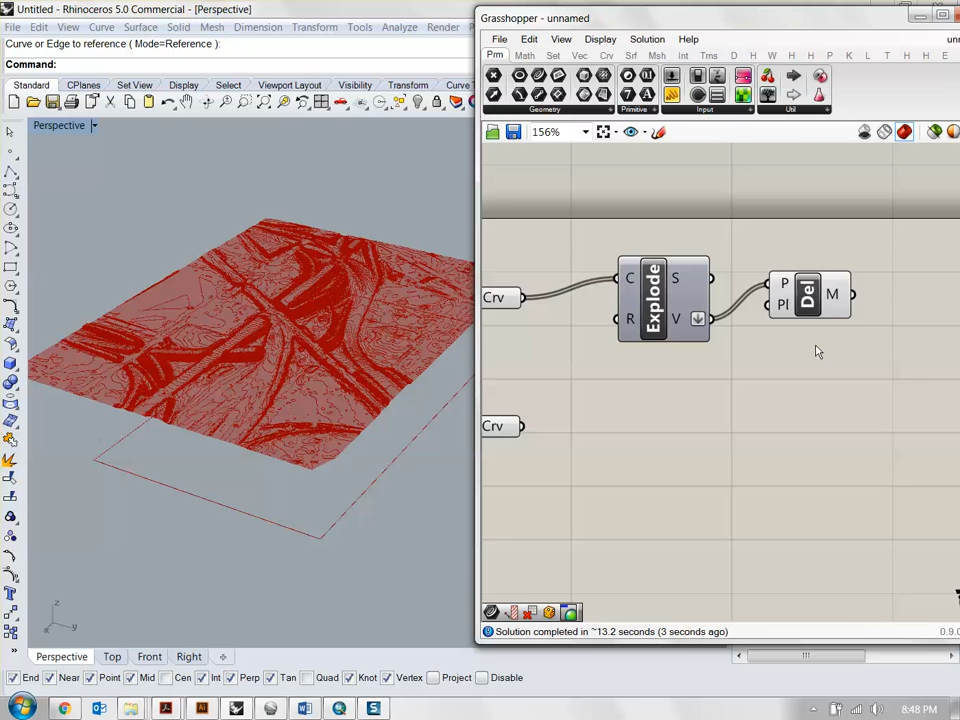 Untitled - Rhinoceros 5.0 Commercial - [Perspective]
File Edit View Curve Surface Solid Mesh Dimension Transform Tools Analyze Render
Curve or Edge to reference ( Mode=Reference ):
Command:
Standard CPlanes Set View Display Select Viewport Layout Visibility Transform Curve T
Perspective
z
x y
Perspective Top Front Right
End Near Point Mid Cen Int Perp Tan Quad Knot Vertex Project Disable
Grasshopper - unnamed
File Edit View Display Solution Help un
Prm Math Set Vec Crv Srf Msh Int Trns D H W K H H L P K L H E
Geometry Primitive Input Util
156%
Crv
C Explode S
R V
P Del M
Pl
Crv
Solution completed in ~13.2 seconds (3 seconds ago) 0.9.0
8:48 PM